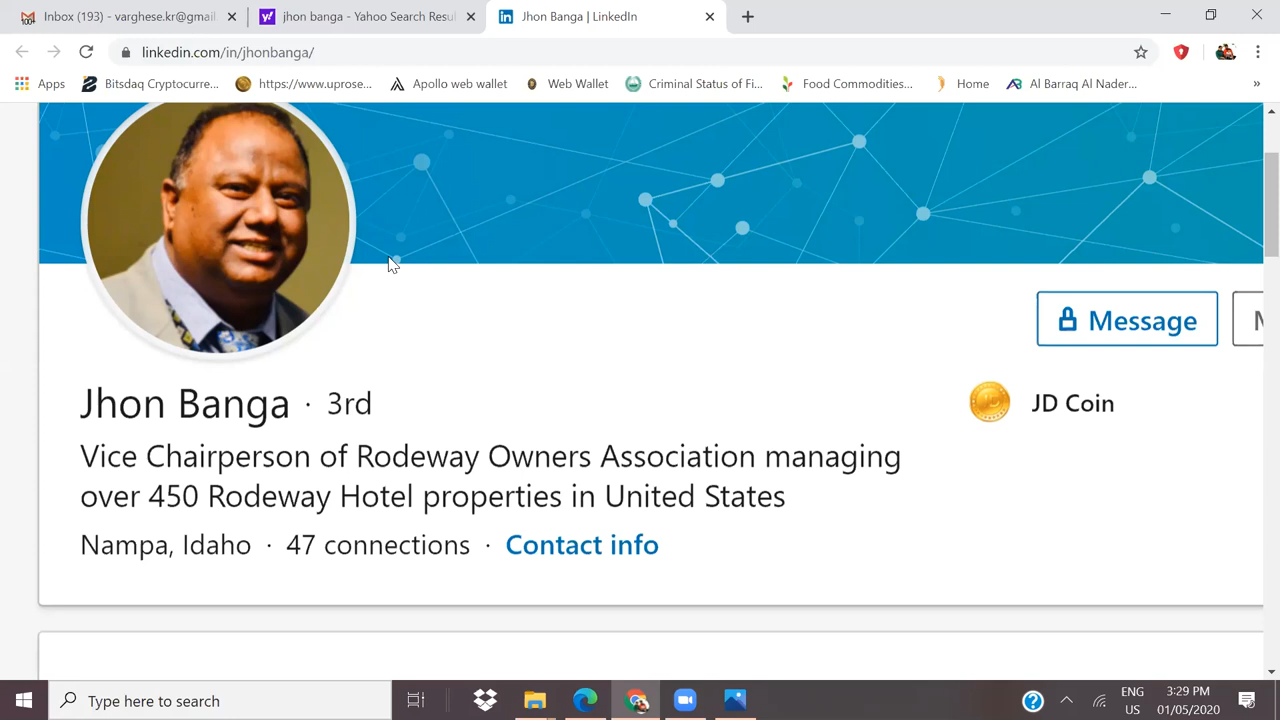 Inbox (193) - varghese.kr@gmail
jhon banga - Yahoo Search Resul
Jhon Banga | LinkedIn
linkedin.com/in/jhonbanga/
Apps
Bitsdaq Cryptocurre...
https://www.uprose...
Apollo web wallet
Web Wallet
Criminal Status of Fi...
Food Commodities...
Home
Al Barraq Al Nader...
Message
Jhon Banga · 3rd
JD Coin
Vice Chairperson of Rodeway Owners Association managing
over 450 Rodeway Hotel properties in United States
Nampa, Idaho · 47 connections · Contact info
Type here to search
ENG
US
3:29 PM
01/05/2020